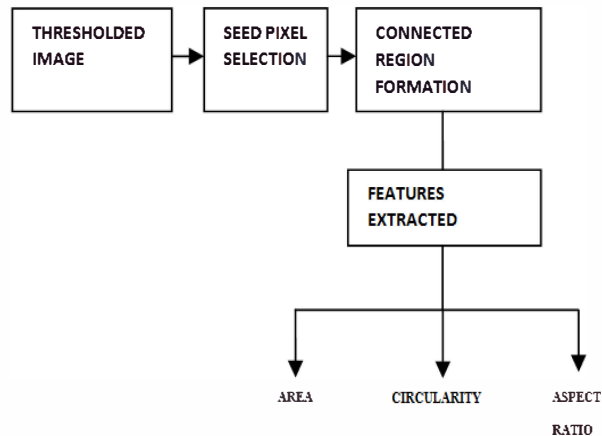 THRESHOLDED
IMAGE
SEED PIXEL
SELECTION
CONNECTED
REGION
FORMATION
FEATURES
EXTRACTED
AREA
CIRCULARITY
ASPECT
RATIO